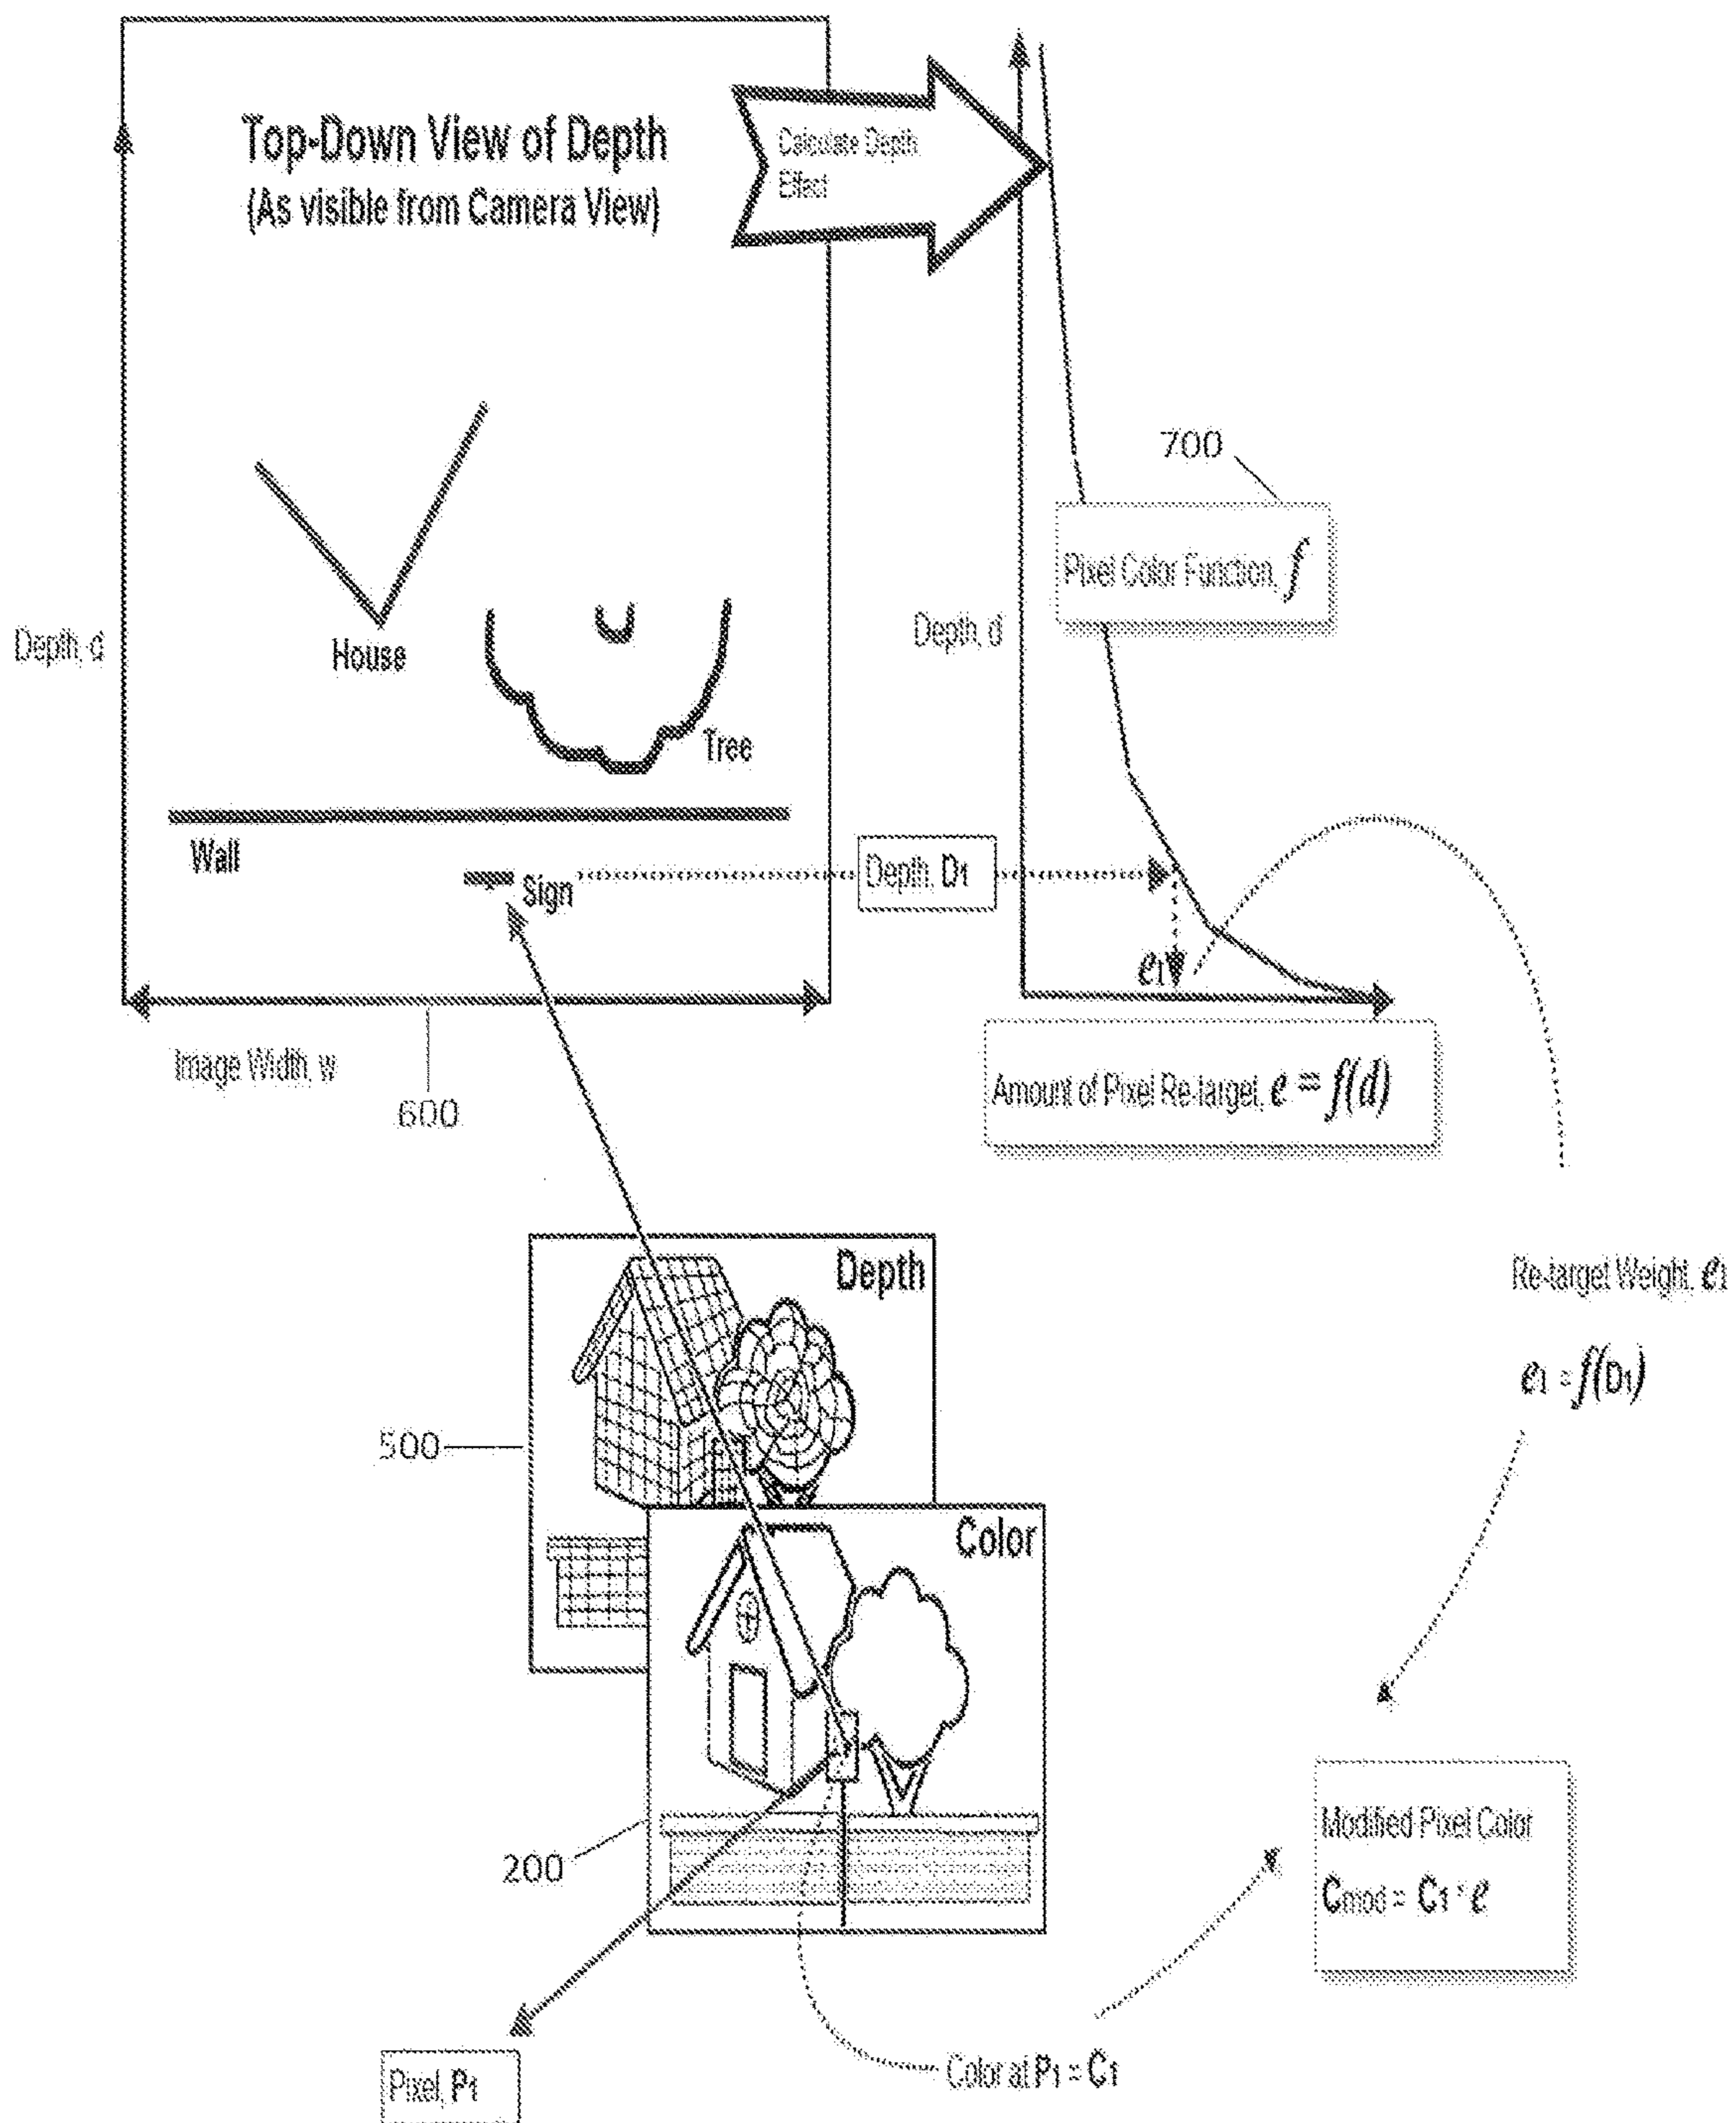 Top-Down View of Depth
(As visible from Camera View)
Calculate Depth
Effect
700
Pixel Color Function, f
Depth, d
House
Depth, d
Tree
Wall
Depth, D1
Sign
e1
Image Width, w
600
Amount of Pixel Re-target, e = f(d)
Depth
Re-target Weight, e1
e1 = f(D1)
500
Color
Modified Pixel Color
Cmod = C1 * e
200
Pixel, P1
Color at P1 = C1